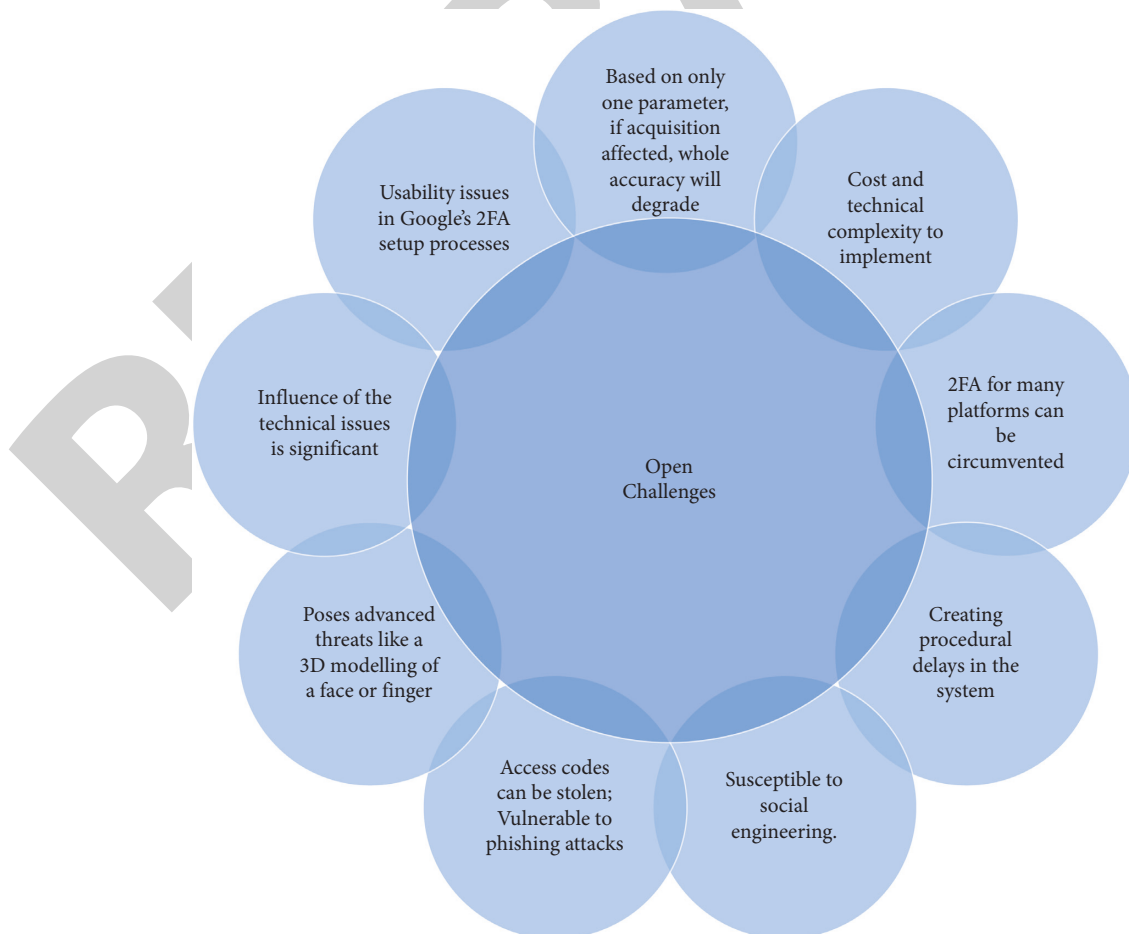 Based on only
one parameter,
if acquisition
affected, whole
accuracy will
degrade
Cost and
technical
complexity to
implement
2FA for many
platforms can
be
circumvented
Creating
procedural
delays in the
system
Susceptible to
social
engineering.
Access codes
can be stolen;
Vulnerable to
phishing attacks
Poses advanced
threats like a
3D modelling of
a face or finger
Influence of the
technical issues
is significant
Usability issues
in Google's 2FA
setup processes
Open
Challenges